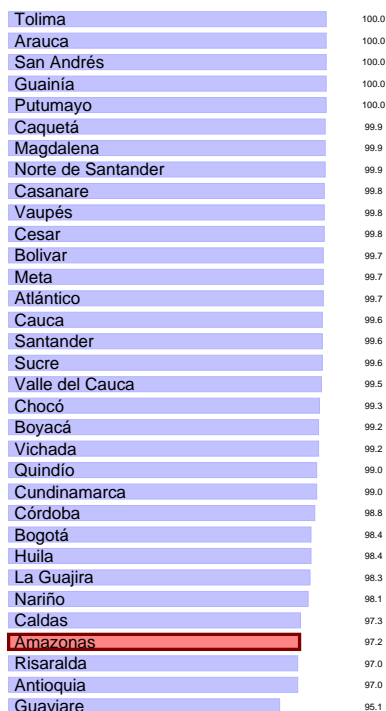 Tolima 100.0
Arauca 100.0
San Andrés 100.0
Guainía 100.0
Putumayo 100.0
Caquetá 99.9
Magdalena 99.9
Norte de Santander 99.9
Casanare 99.8
Vaupés 99.8
Cesar 99.8
Bolivar 99.7
Meta 99.7
Atlántico 99.7
Cauca 99.6
Santander 99.6
Sucre 99.6
Valle del Cauca 99.5
Chocó 99.3
Boyacá 99.2
Vichada 99.2
Quindío 99.0
Cundinamarca 99.0
Córdoba 98.8
Bogotá 98.4
Huila 98.4
La Guajira 98.3
Nariño 98.1
Caldas 97.3
Amazonas 97.2
Risaralda 97.0
Antioquia 97.0
Guaviare 95.1